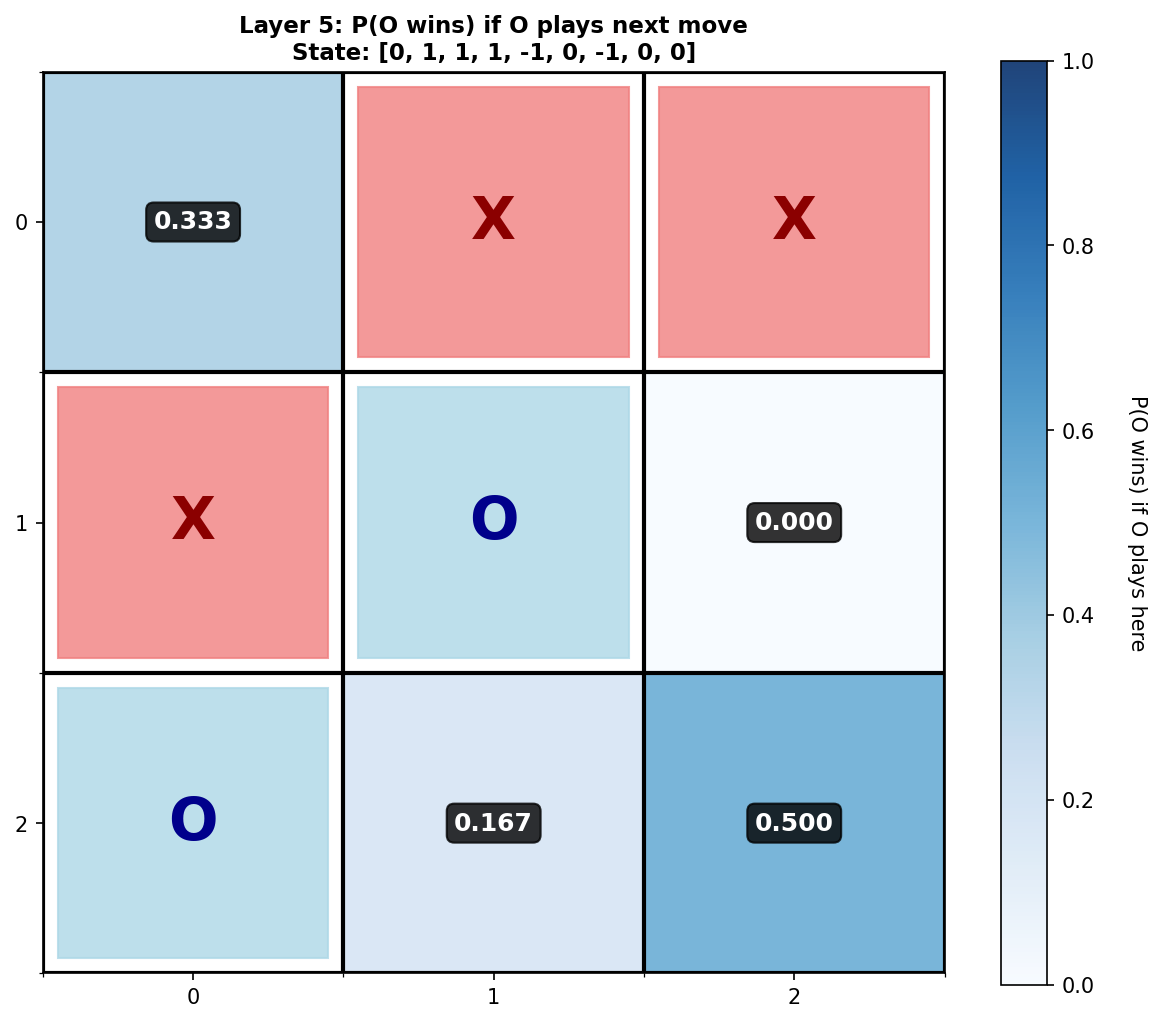 Layer 5: P(O wins) if O plays next move
State: [0, 1, 1, 1, -1, 0, -1, 0, 0]
0.333
X
X
X
O
0.000
O
0.167
0.500
0
1
2
0
1
2
1.0
0.8
0.6
0.4
0.2
0.0
P(O wins) if O plays here